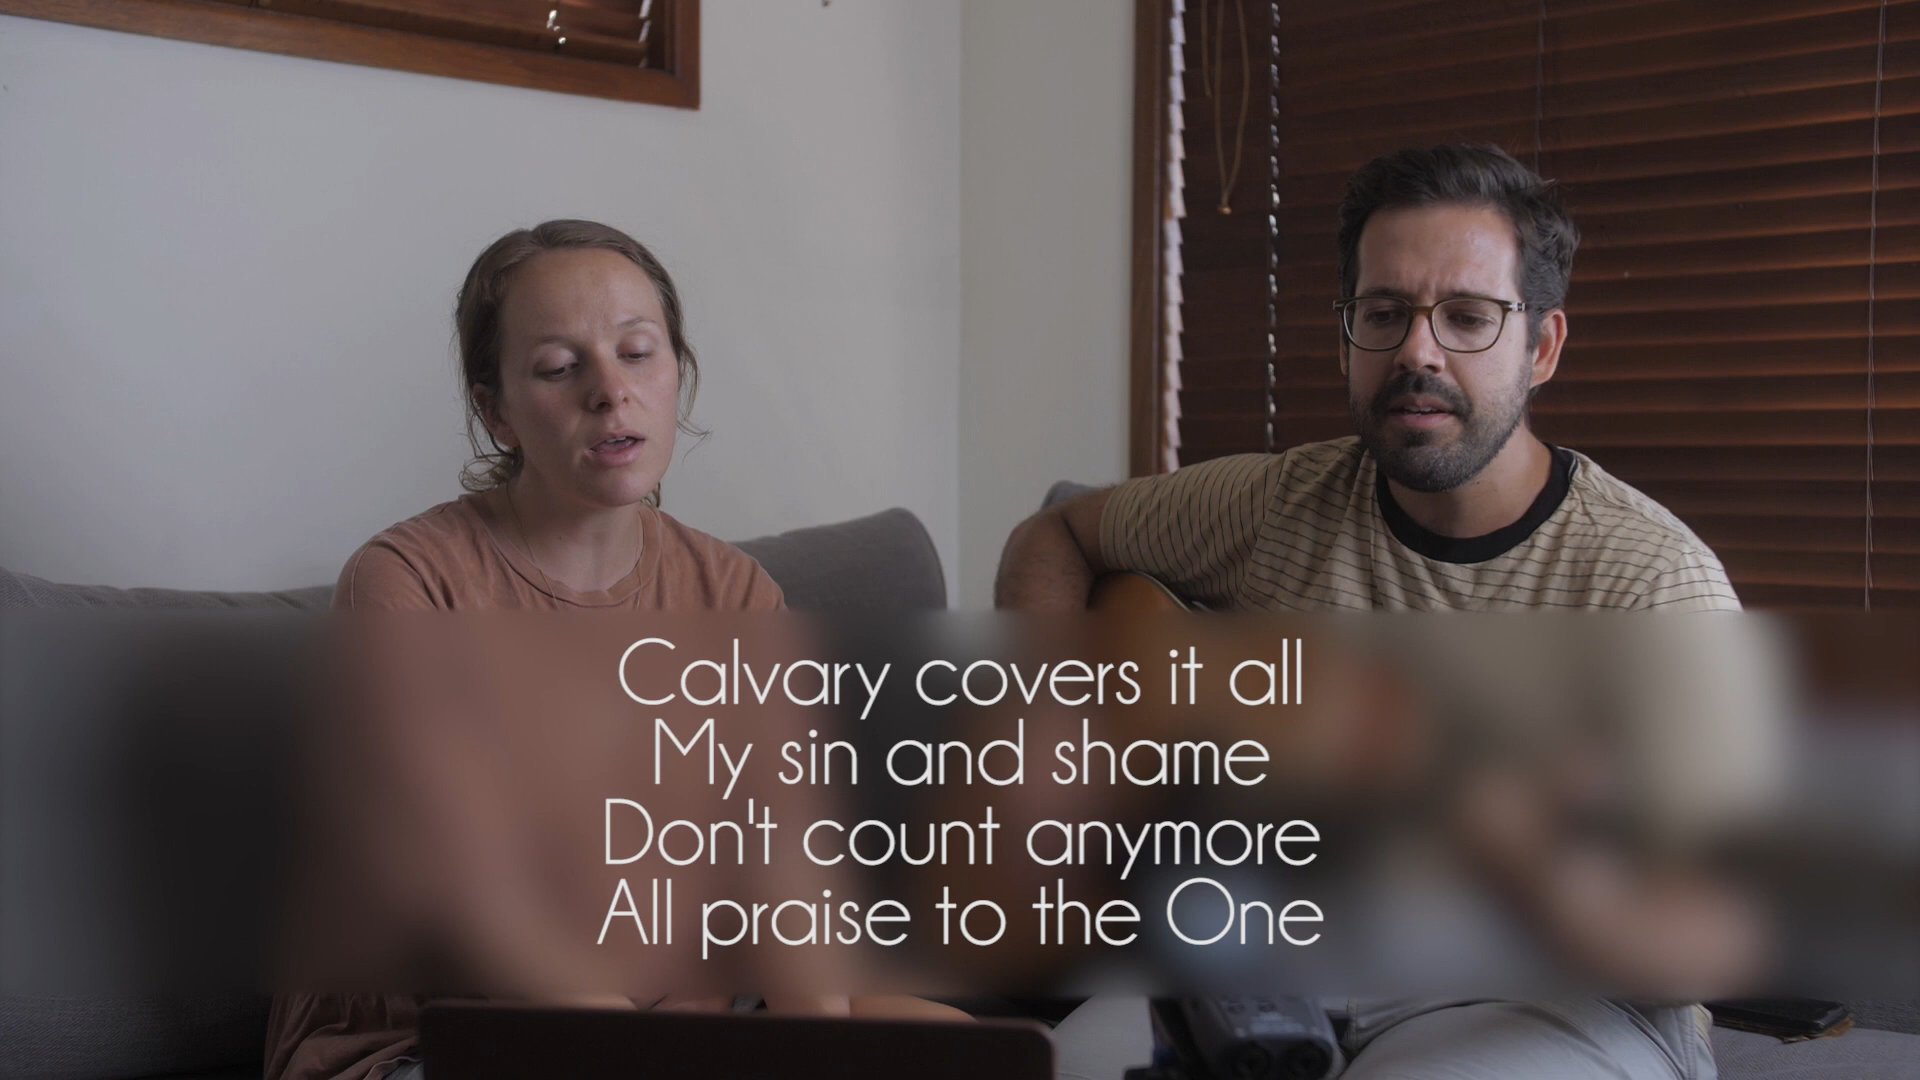 Calvary covers it all
My sin and shame
Don't count anymore
All praise to the One